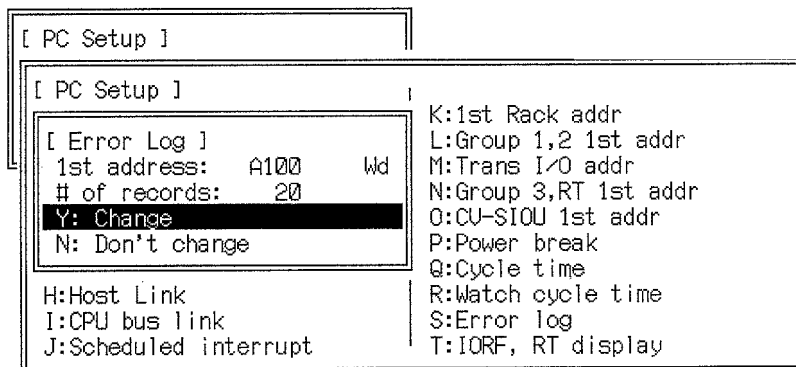 [ PC Setup ]
[ PC Setup ]
[ Error Log ]
1st address: A100 Wd
# of records: 20
Y: Change
N: Don't change
H:Host Link
I:CPU bus link
J:Scheduled interrupt
K:1st Rack addr
L:Group 1,2 1st addr
M:Trans I/O addr
N:Group 3,RT 1st addr
O:CV-SIOU 1st addr
P:Power break
Q:Cycle time
R:Watch cycle time
S:Error log
T:IORF, RT display